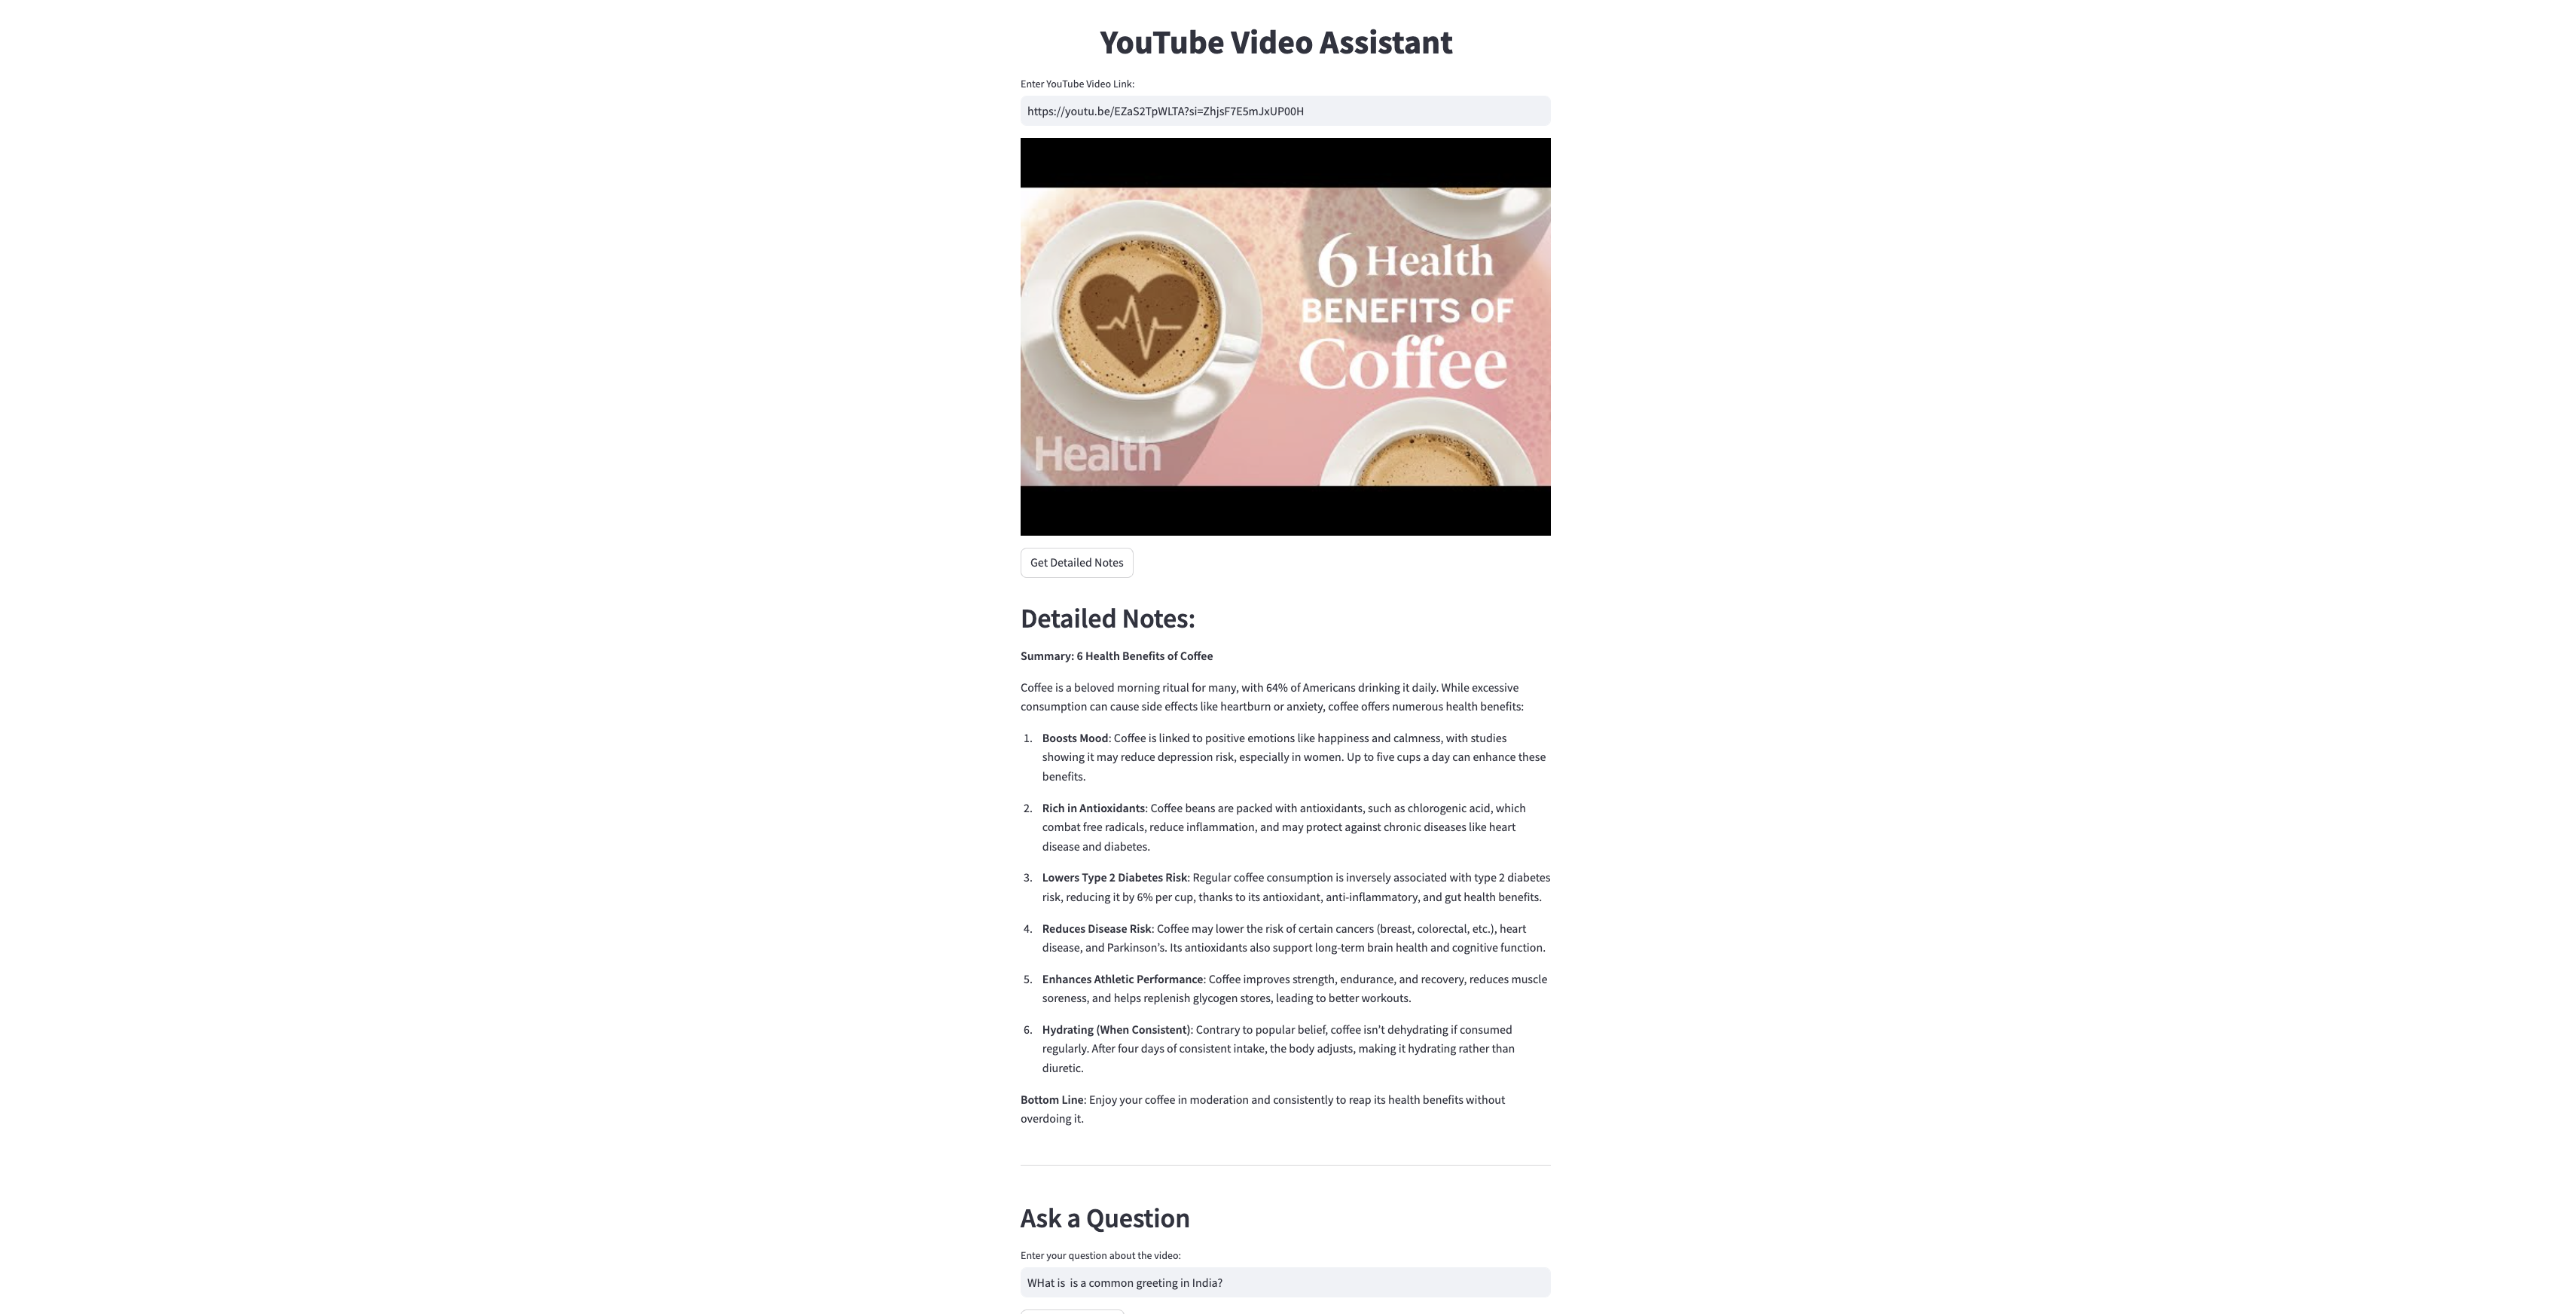 YouTube Video Assistant
Enter YouTube Video Link:
https://youtu.be/EZaS2TpWLTA?si=ZhjsF7E5mJxUP00H
6 Health
BENEFITS OF
Coffee
Health
Get Detailed Notes
Detailed Notes:
Summary: 6 Health Benefits of Coffee
Coffee is a beloved morning ritual for many, with 64% of Americans drinking it daily. While excessive
consumption can cause side effects like heartburn or anxiety, coffee offers numerous health benefits:
1. Boosts Mood: Coffee is linked to positive emotions like happiness and calmness, with studies
showing it may reduce depression risk, especially in women. Up to five cups a day can enhance these
benefits.
2. Rich in Antioxidants: Coffee beans are packed with antioxidants, such as chlorogenic acid, which
combat free radicals, reduce inflammation, and may protect against chronic diseases like heart
disease and diabetes.
3. Lowers Type 2 Diabetes Risk: Regular coffee consumption is inversely associated with type 2 diabetes
risk, reducing it by 6% per cup, thanks to its antioxidant, anti-inflammatory, and gut health benefits.
4. Reduces Disease Risk: Coffee may lower the risk of certain cancers (breast, colorectal, etc.), heart
disease, and Parkinson’s. Its antioxidants also support long-term brain health and cognitive function.
5. Enhances Athletic Performance: Coffee improves strength, endurance, and recovery, reduces muscle
soreness, and helps replenish glycogen stores, leading to better workouts.
6. Hydrating (When Consistent): Contrary to popular belief, coffee isn’t dehydrating if consumed
regularly. After four days of consistent intake, the body adjusts, making it hydrating rather than
diuretic.
Bottom Line: Enjoy your coffee in moderation and consistently to reap its health benefits without
overdoing it.
Ask a Question
Enter your question about the video:
WHat is  is a common greeting in India?